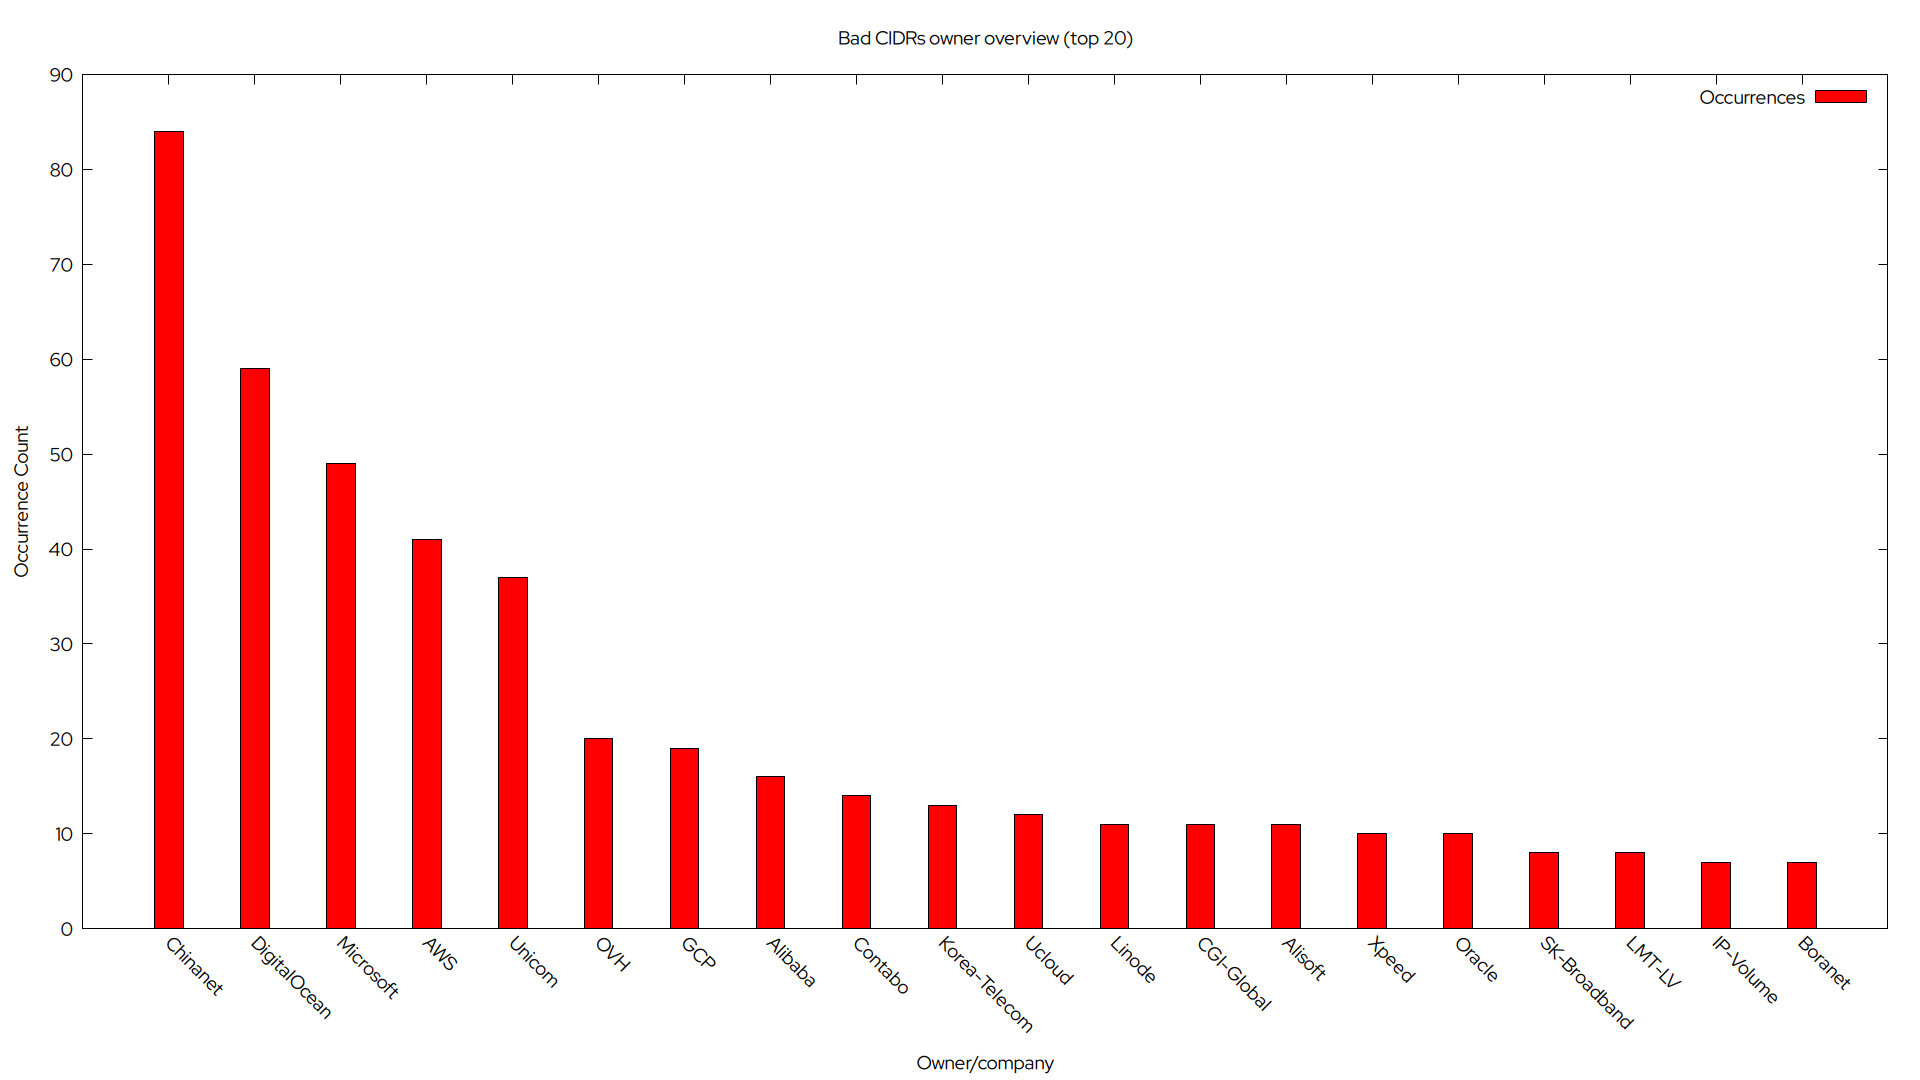 Bad CIDRs owner overview (top 20)
Occurrences
90
80
70
60
50
40
30
20
10
0
Occurrence Count
Chinanet
DigitalOcean
Microsoft
AWS
Unicom
OVH
GCP
Alibaba
Contabo
Korea-Telecom
Ucloud
Linode
CGI-Global
Alisoft
Xpeed
Oracle
SK-Broadband
LMT-LV
IP-Volume
Boranet
Owner/company